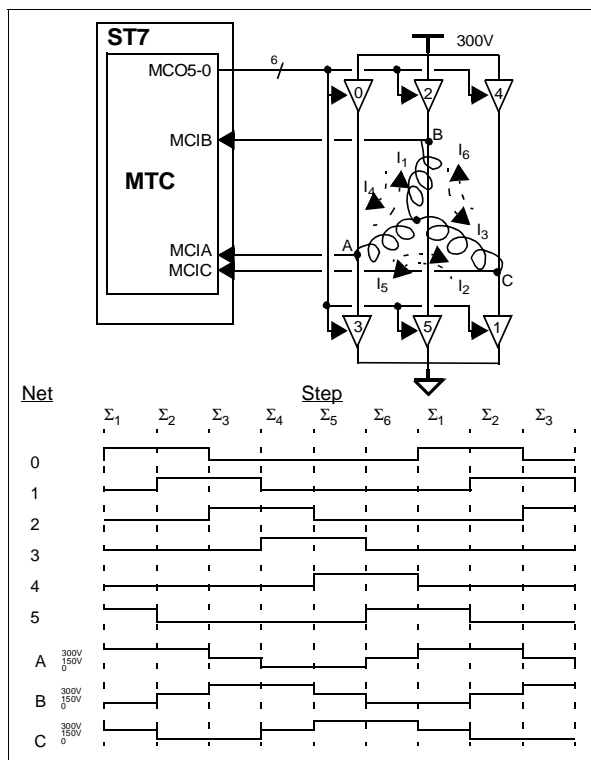 ST7
300V
MCO5-0
6
0 2 4
MCIB
B
I1 I6
MTC
I4
I3
A
MCIA
MCIC
I5 I2
C
3 5 1
Net Step
Σ1 Σ2 Σ3 Σ4 Σ5 Σ6 Σ1 Σ2 Σ3
0
1
2
3
4
5
A 300V
150V
0
B 300V
150V
0
C 300V
150V
0